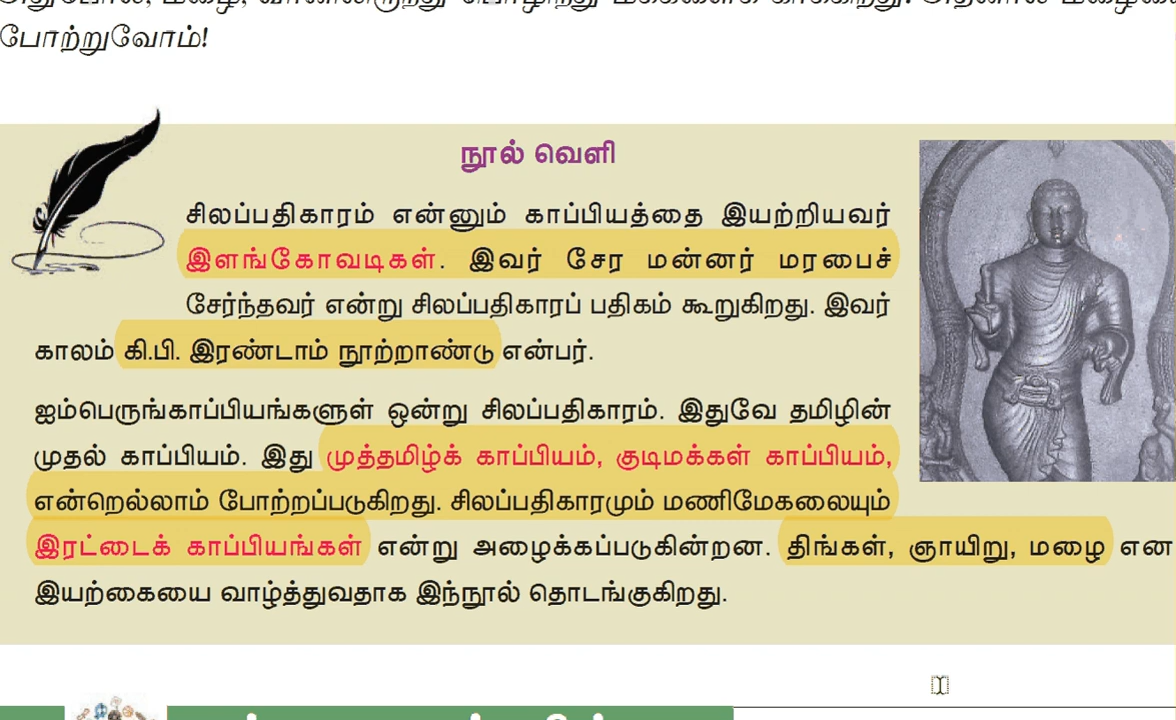 போற்றுவோம்!
நூல் வெளி
சிலப்பதிகாரம் என்னும் காப்பியத்தை இயற்றியவர்
இளங்கோவடிகள். இவர் சேர மன்னர் மரபைச்
சேர்ந்தவர் என்று சிலப்பதிகாரப் பதிகம் கூறுகிறது. இவர்
காலம் கி.பி. இரண்டாம் நூற்றாண்டு என்பர்.
ஐம்பெருங்காப்பியங்களுள் ஒன்று சிலப்பதிகாரம். இதுவே தமிழின்
முதல் காப்பியம். இது முத்தமிழ்க் காப்பியம், குடிமக்கள் காப்பியம்,
என்றெல்லாம் போற்றப்படுகிறது. சிலப்பதிகாரமும் மணிமேகலையும்
இரட்டைக் காப்பியங்கள் என்று அழைக்கப்படுகின்றன. திங்கள், ஞாயிறு, மழை என
இயற்கையை வாழ்த்துவதாக இந்நூல் தொடங்குகிறது.